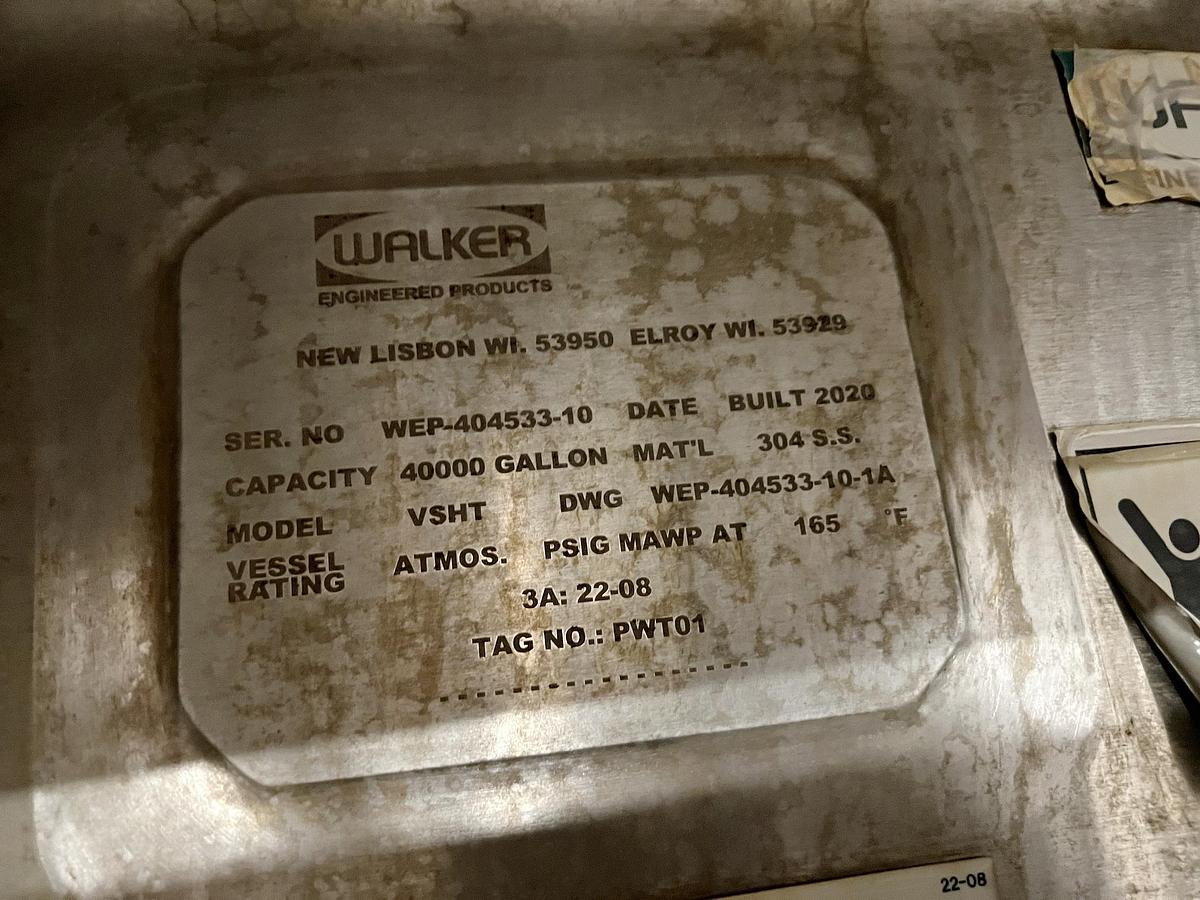 WALKER
ENGINEERED PRODUCTS
NEW LISBON WI. 53950 ELROY WI. 53929
SER. NO WEP-404533-10 DATE BUILT 2020
CAPACITY 40000 GALLON MAT'L 304 S.S.
MODEL VSHT DWG WEP-404533-10-1A
VESSEL RATING ATMOS. PSIG MAWP AT 165 °F
3A: 22-08
TAG NO.: PWT01
22-08